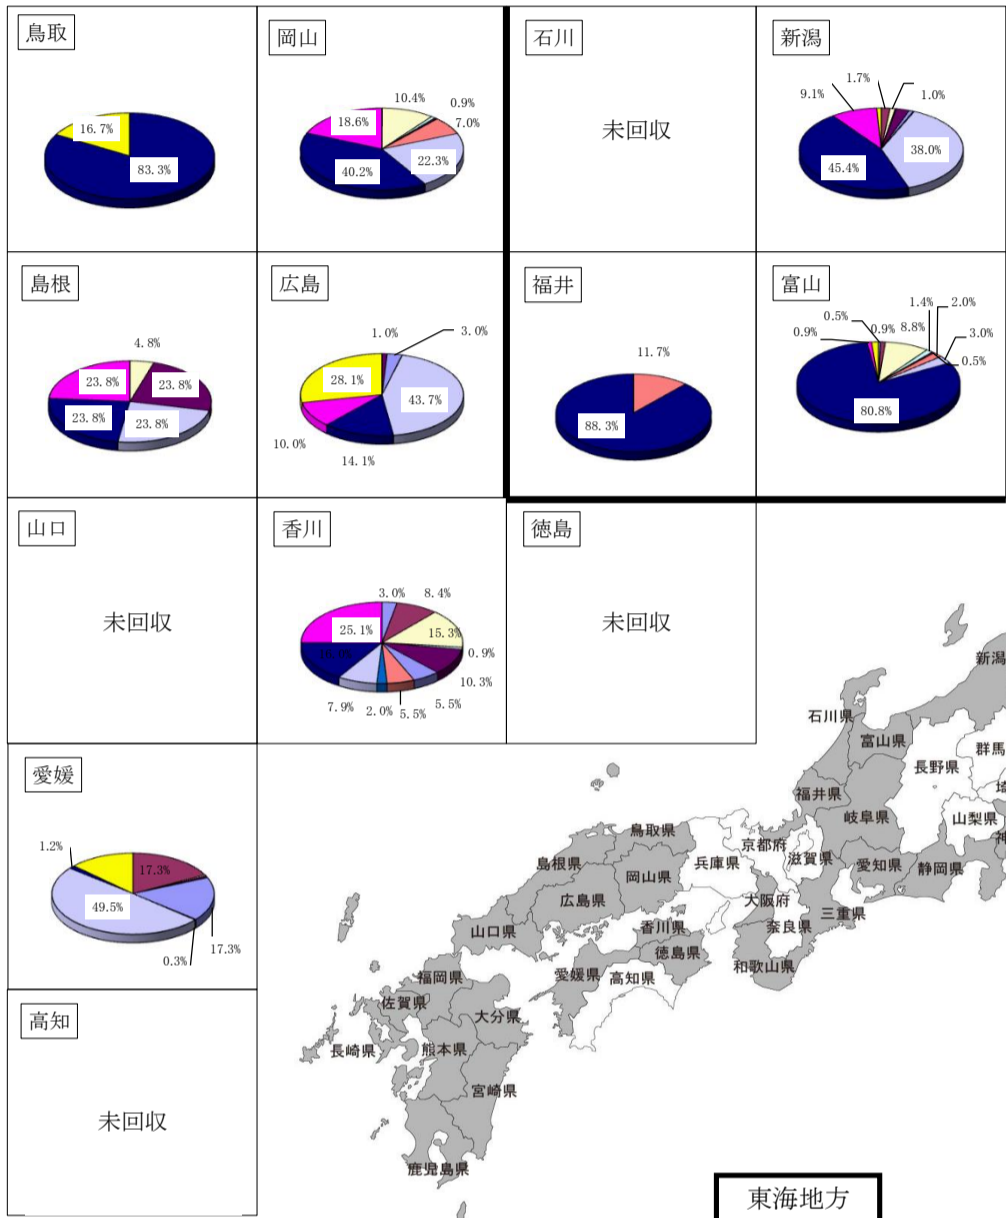 鳥取
16.7%
83.3%
岡山
10.4%
0.9%
7.0%
18.6%
22.3%
40.2%
石川
未回収
新潟
1.7%
1.0%
9.1%
38.0%
45.4%
島根
4.8%
23.8%
23.8%
23.8%
23.8%
広島
1.0%
3.0%
28.1%
43.7%
10.0%
14.1%
福井
11.7%
88.3%
富山
1.4%
2.0%
0.5%
0.9%
8.8%
3.0%
0.9%
0.5%
80.8%
山口
未回収
香川
3.0%
8.4%
25.1%
15.3%
0.9%
10.3%
5.5%
5.5%
2.0%
7.9%
徳島
未回収
愛媛
1.2%
17.3%
49.5%
17.3%
0.3%
高知
未回収
新潟
石川県
富山県
群馬
長野県
福井県
埼
岐阜県
山梨県
鳥取県
京都府
神
島根県
兵庫県
滋賀県
愛知県
静岡県
岡山県
広島県
大阪府
三重県
奈良県
山口県
香川県
徳島県
和歌山県
福岡県
愛媛県
高知県
佐賀県
大分県
長崎県
熊本県
宮崎県
鹿児島県
東海地方